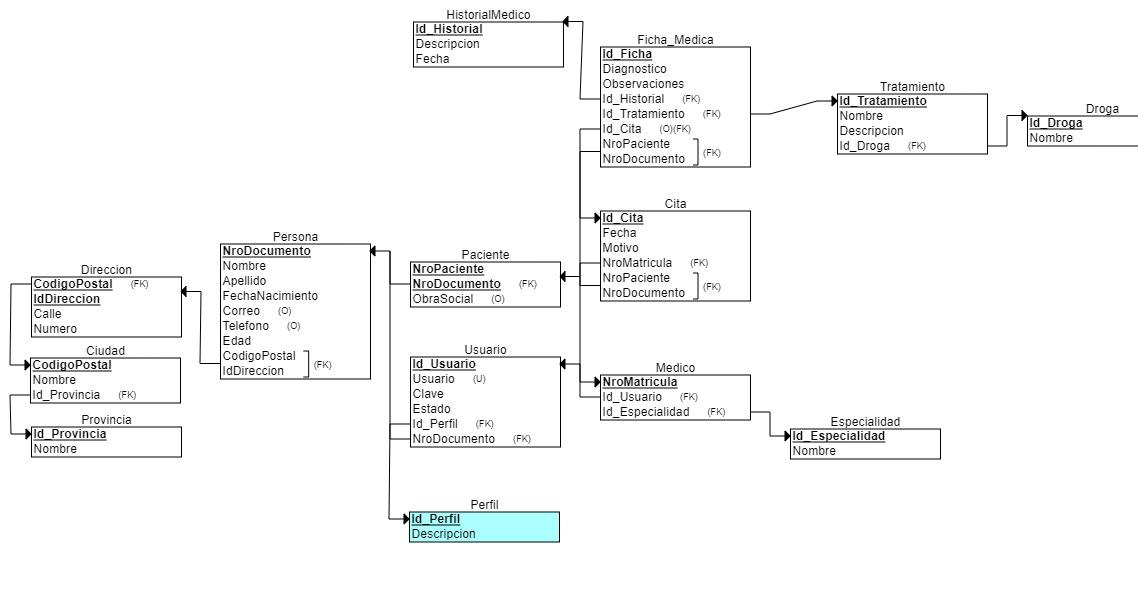 HistorialMedico
Id_Historial
Descripcion
Fecha
Ficha_Medica
Id_Ficha
Diagnostico
Observaciones
Id_Historial (FK)
Id_Tratamiento (FK)
Id_Cita (O)(FK)
NroPaciente
NroDocumento (FK)
Tratamiento
Id_Tratamiento
Nombre
Descripcion
Id_Droga (FK)
Droga
Id_Droga
Nombre
Cita
Id_Cita
Fecha
Motivo
NroMatricula (FK)
NroPaciente
NroDocumento (FK)
Persona
NroDocumento
Nombre
Apellido
FechaNacimiento
Correo (O)
Telefono (O)
Edad
CodigoPostal
IdDireccion (FK)
Paciente
NroPaciente
NroDocumento (FK)
ObraSocial (O)
Direccion
CodigoPostal (FK)
IdDireccion
Calle
Numero
Ciudad
CodigoPostal
Nombre
Id_Provincia (FK)
Provincia
Id_Provincia
Nombre
Usuario
Id_Usuario
Usuario (U)
Clave
Estado
Id_Perfil (FK)
NroDocumento (FK)
Medico
NroMatricula
Id_Usuario (FK)
Id_Especialidad (FK)
Especialidad
Id_Especialidad
Nombre
Perfil
Id_Perfil
Descripcion